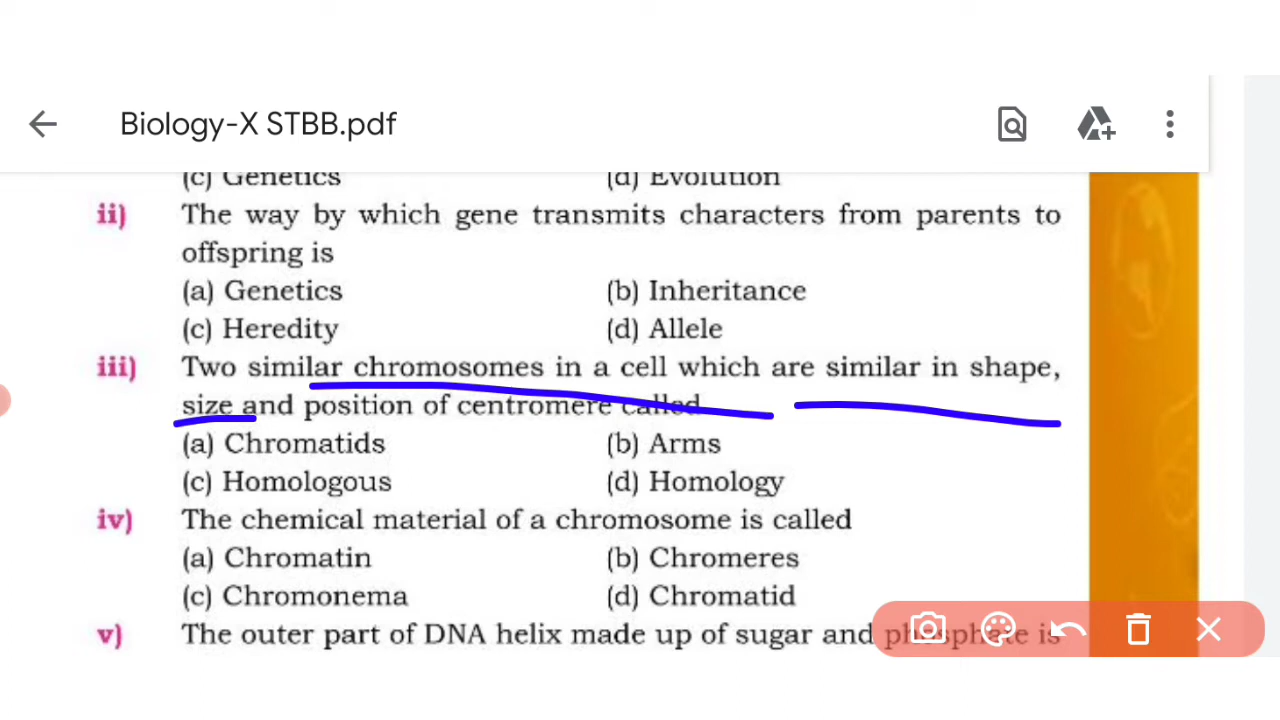 Biology-X STBB.pdf
(c) Genetics (d) Evolution
ii) The way by which gene transmits characters from parents to
offspring is
(a) Genetics (b) Inheritance
(c) Heredity (d) Allele
iii) Two similar chromosomes in a cell which are similar in shape,
size and position of centromere called
(a) Chromatids (b) Arms
(c) Homologous (d) Homology
iv) The chemical material of a chromosome is called
(a) Chromatin (b) Chromeres
(c) Chromonema (d) Chromatid
v) The outer part of DNA helix made up of sugar and phosphate is